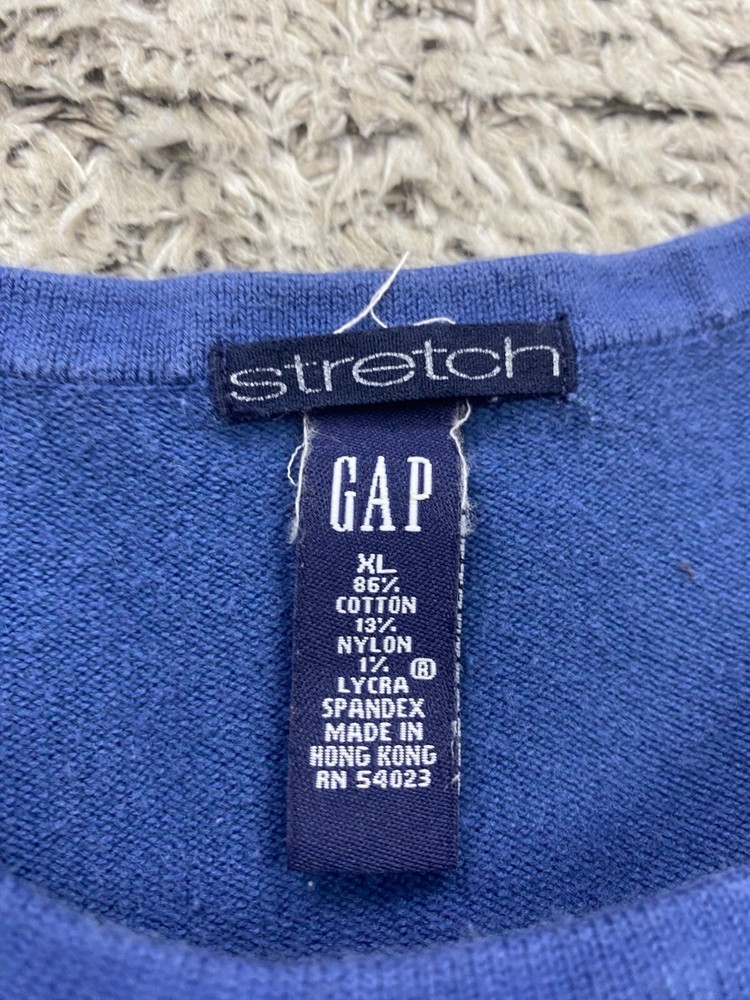 stretch
GAP
XL
86%
COTTON
13%
NYLON
1%
LYCRA ®
SPANDEX
MADE IN
HONG KONG
RN 54023